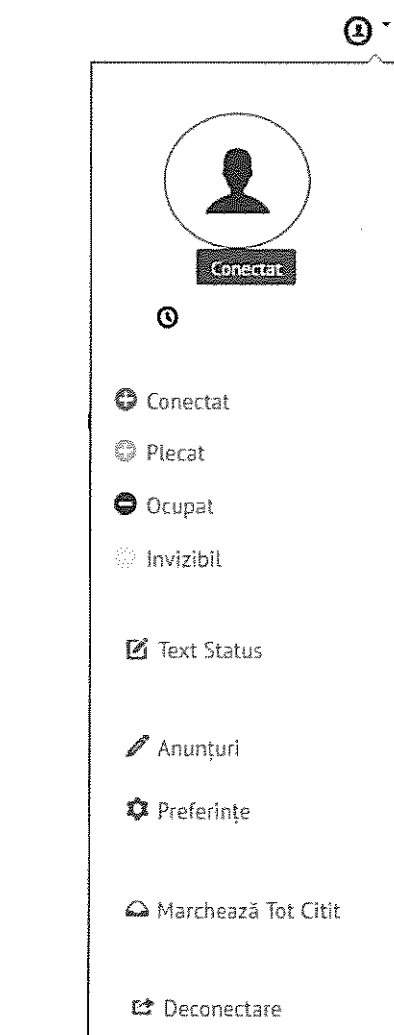 Conectat
Conectat
Plecat
Ocupat
Invizibil
Text Status
Anunțuri
Preferințe
Marchează Tot Citit
Deconectare